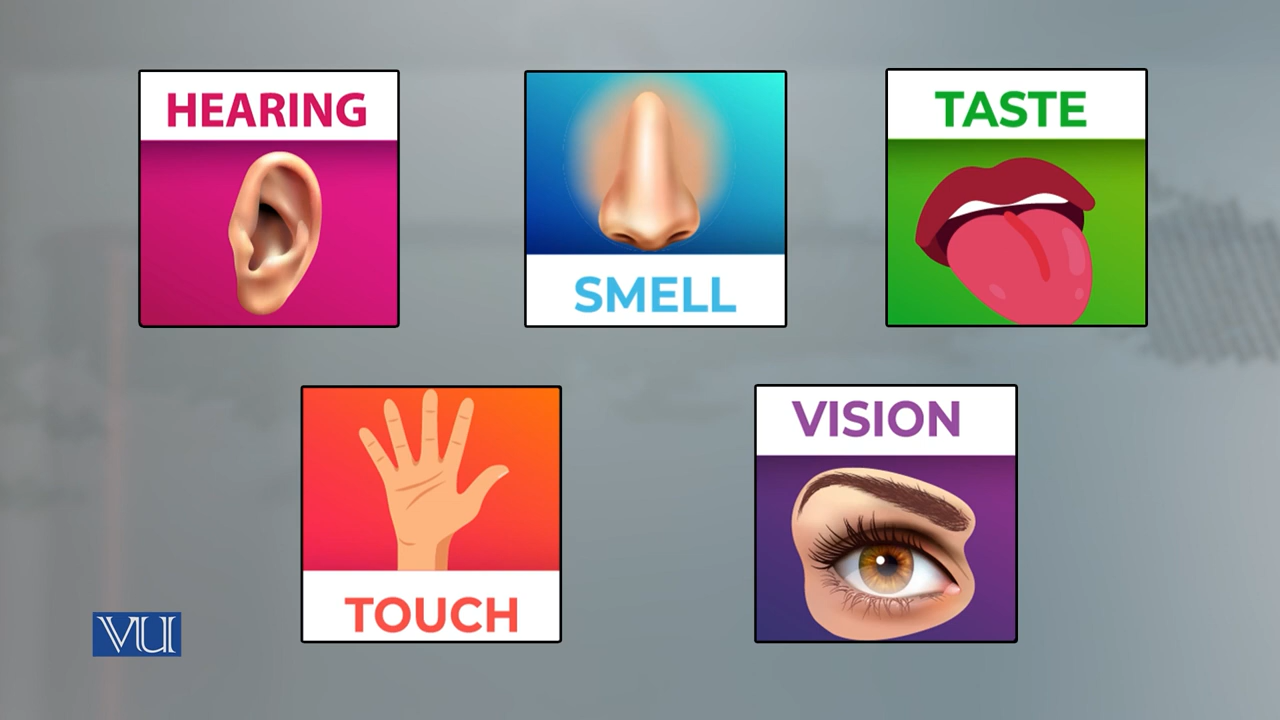 HEARING
SMELL
TASTE
TOUCH
VISION
VU